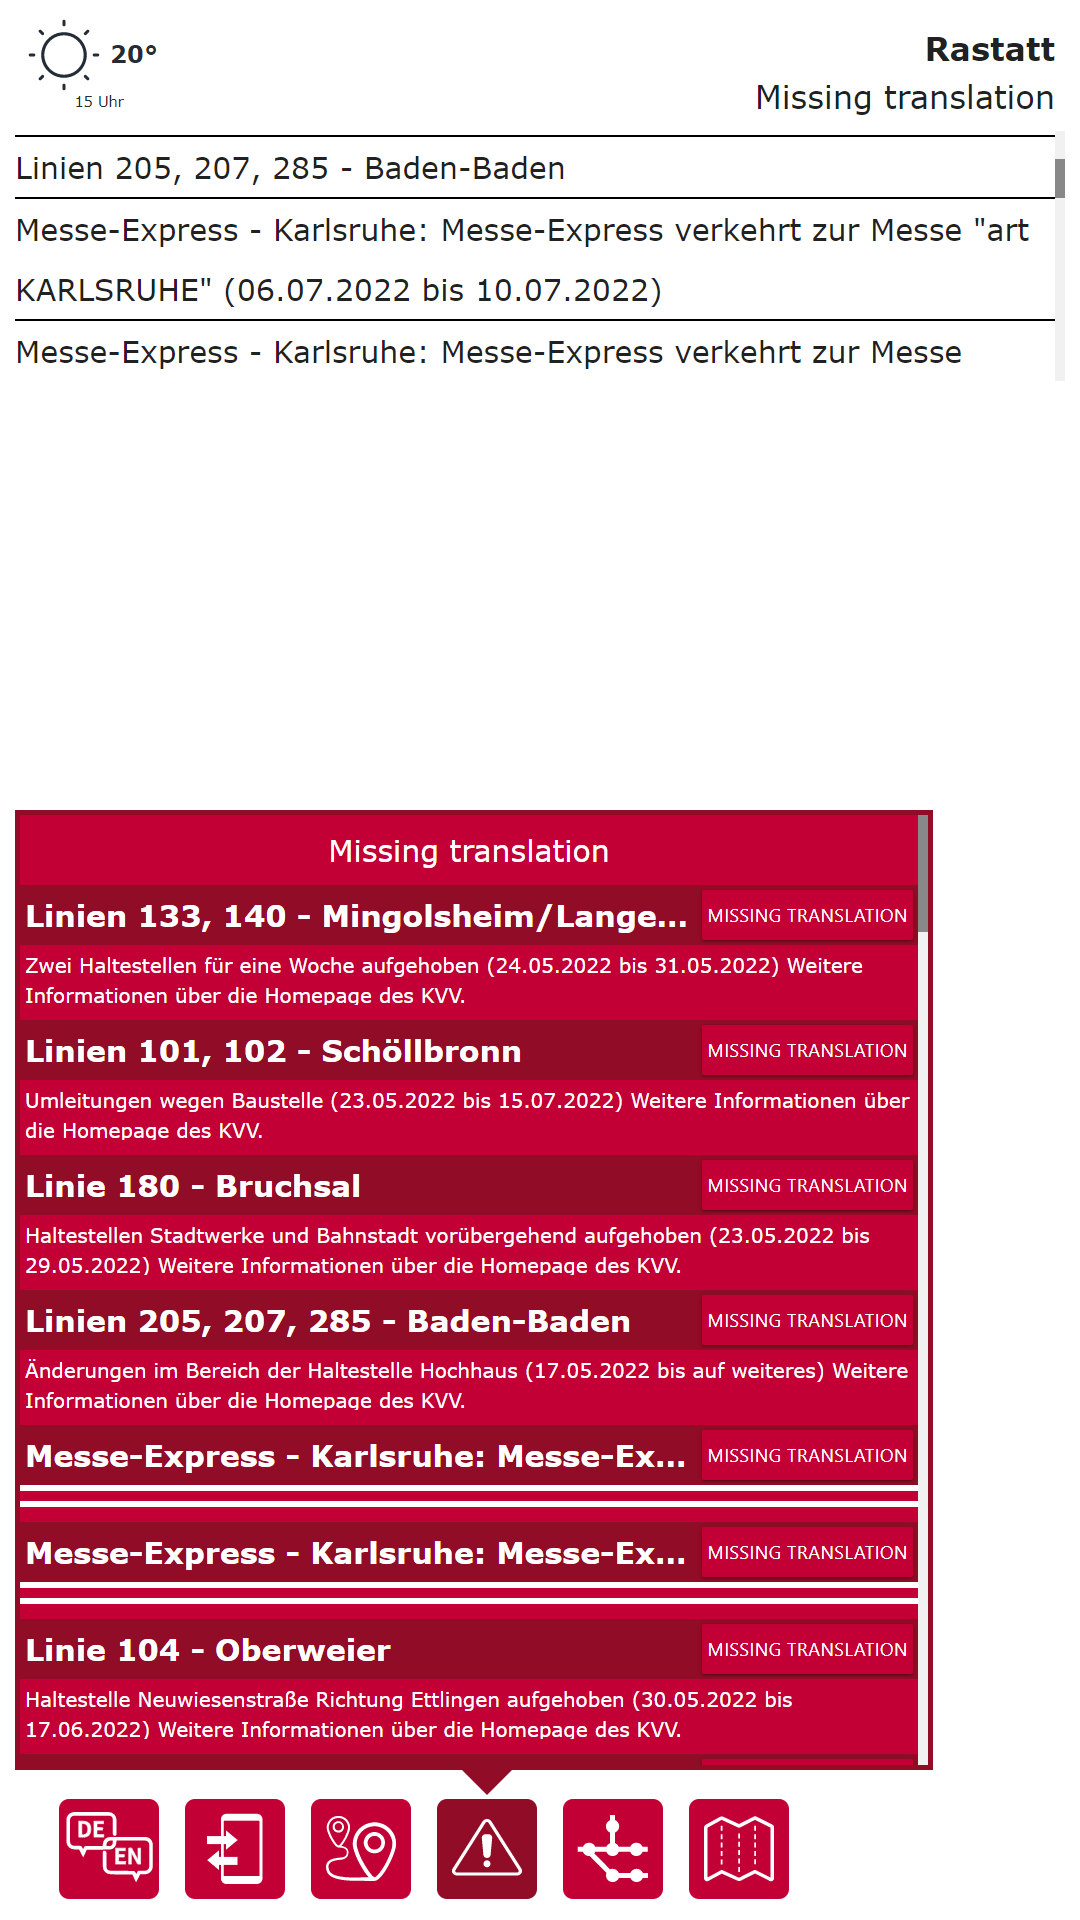 20°
15 Uhr
Rastatt
Missing translation
Linien 205, 207, 285 - Baden-Baden
Messe-Express - Karlsruhe: Messe-Express verkehrt zur Messe "art
KARLSRUHE" (06.07.2022 bis 10.07.2022)
Messe-Express - Karlsruhe: Messe-Express verkehrt zur Messe
Missing translation
Linien 133, 140 - Mingolsheim/Lange...
MISSING TRANSLATION
Zwei Haltestellen für eine Woche aufgehoben (24.05.2022 bis 31.05.2022) Weitere
Informationen über die Homepage des KVV.
Linien 101, 102 - Schöllbronn
MISSING TRANSLATION
Umleitungen wegen Baustelle (23.05.2022 bis 15.07.2022) Weitere Informationen über
die Homepage des KVV.
Linie 180 - Bruchsal
MISSING TRANSLATION
Haltestellen Stadtwerke und Bahnstadt vorübergehend aufgehoben (23.05.2022 bis
29.05.2022) Weitere Informationen über die Homepage des KVV.
Linien 205, 207, 285 - Baden-Baden
MISSING TRANSLATION
Änderungen im Bereich der Haltestelle Hochhaus (17.05.2022 bis auf weiteres) Weitere
Informationen über die Homepage des KVV.
Messe-Express - Karlsruhe: Messe-Ex...
MISSING TRANSLATION
Messe-Express - Karlsruhe: Messe-Ex...
MISSING TRANSLATION
Linie 104 - Oberweier
MISSING TRANSLATION
Haltestelle Neuwiesenstraße Richtung Ettlingen aufgehoben (30.05.2022 bis
17.06.2022) Weitere Informationen über die Homepage des KVV.
DE
EN